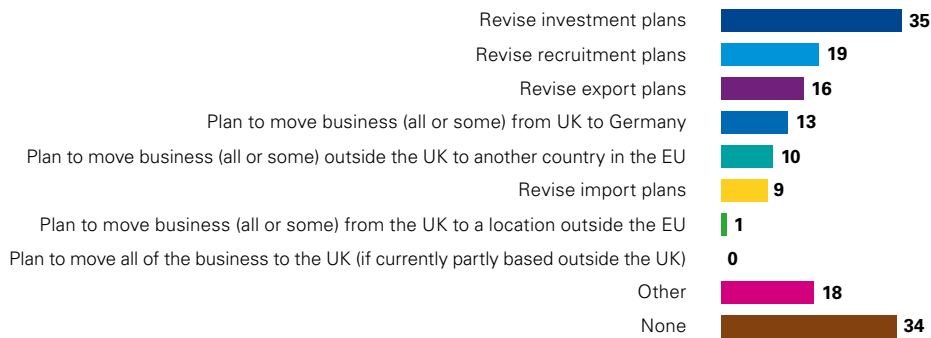 Revise investment plans 35
Revise recruitment plans 19
Revise export plans 16
Plan to move business (all or some) from UK to Germany 13
Plan to move business (all or some) outside the UK to another country in the EU 10
Revise import plans 9
Plan to move business (all or some) from the UK to a location outside the EU 1
Plan to move all of the business to the UK (if currently partly based outside the UK) 0
Other 18
None 34